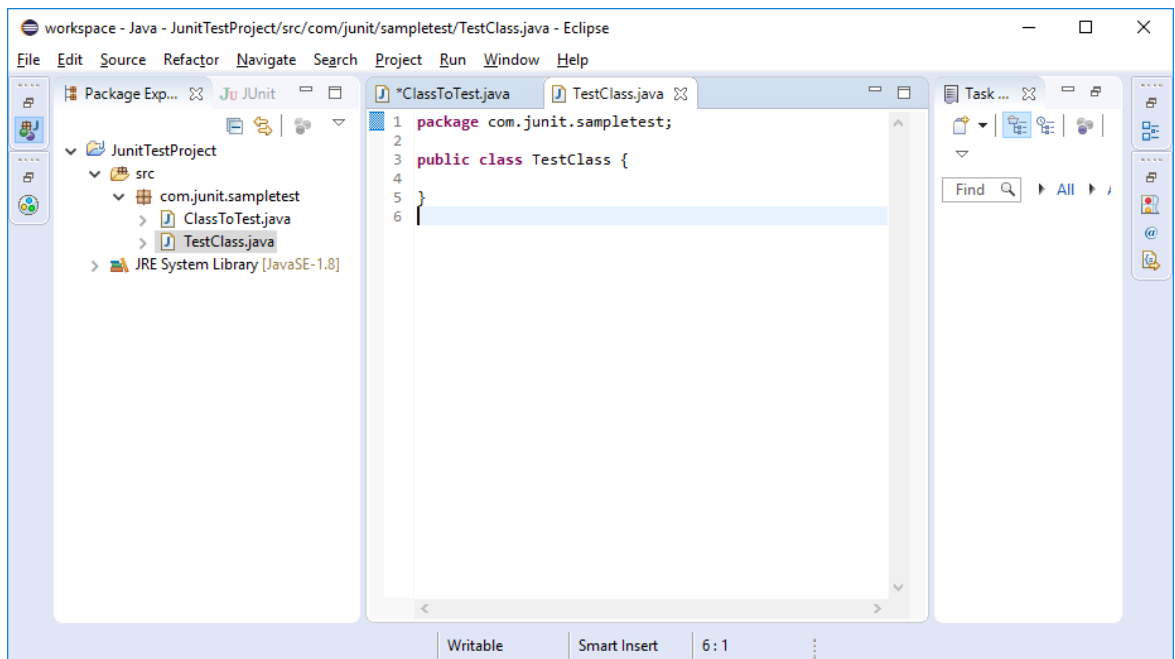 workspace - Java - JunitTestProject/src/com/junit/sampletest/TestClass.java - Eclipse
File Edit Source Refactor Navigate Search Project Run Window Help
Package Exp... JUnit
JunitTestProject
src
com.junit.sampletest
ClassToTest.java
TestClass.java
JRE System Library [JavaSE-1.8]
*ClassToTest.java TestClass.java
1 package com.junit.sampletest;
2
3 public class TestClass {
4
5 }
6
Task ...
Find All
Writable Smart Insert 6 : 1